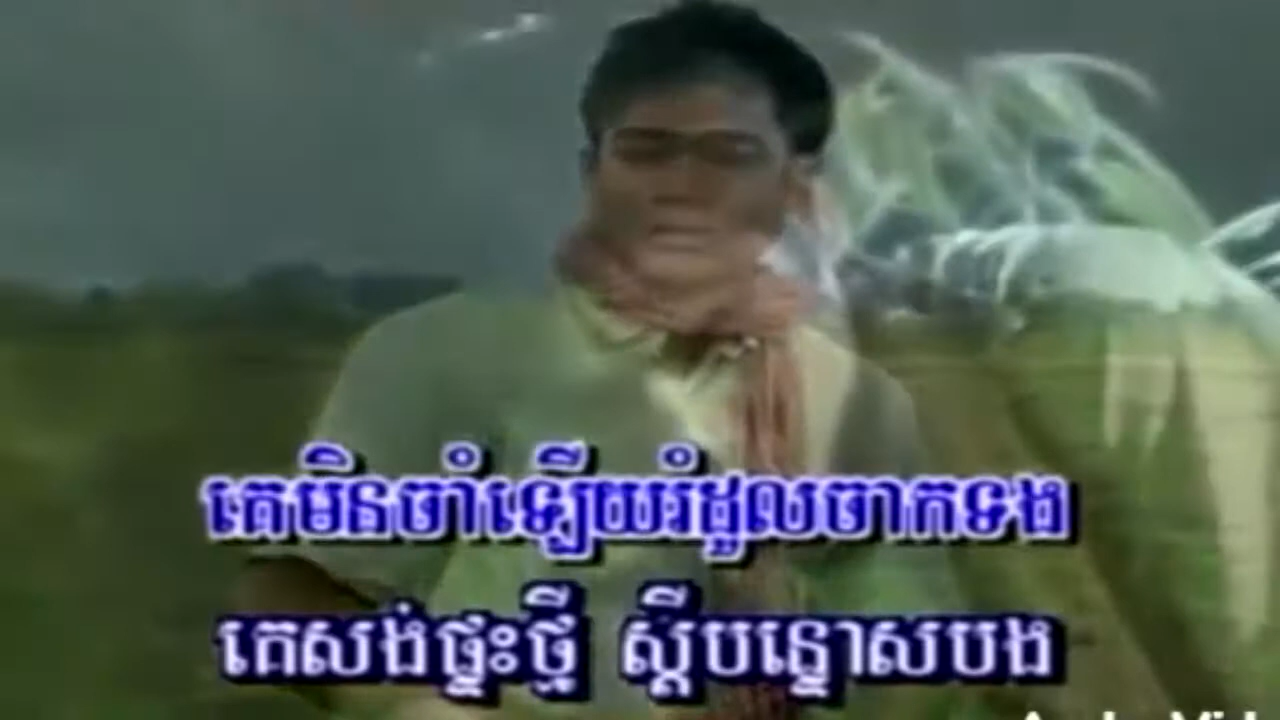 គេមិនចាំឡើយរំដួលចាកទង
គេសង់ផ្ទះថ្មី ស្ដីបន្ទោសបង